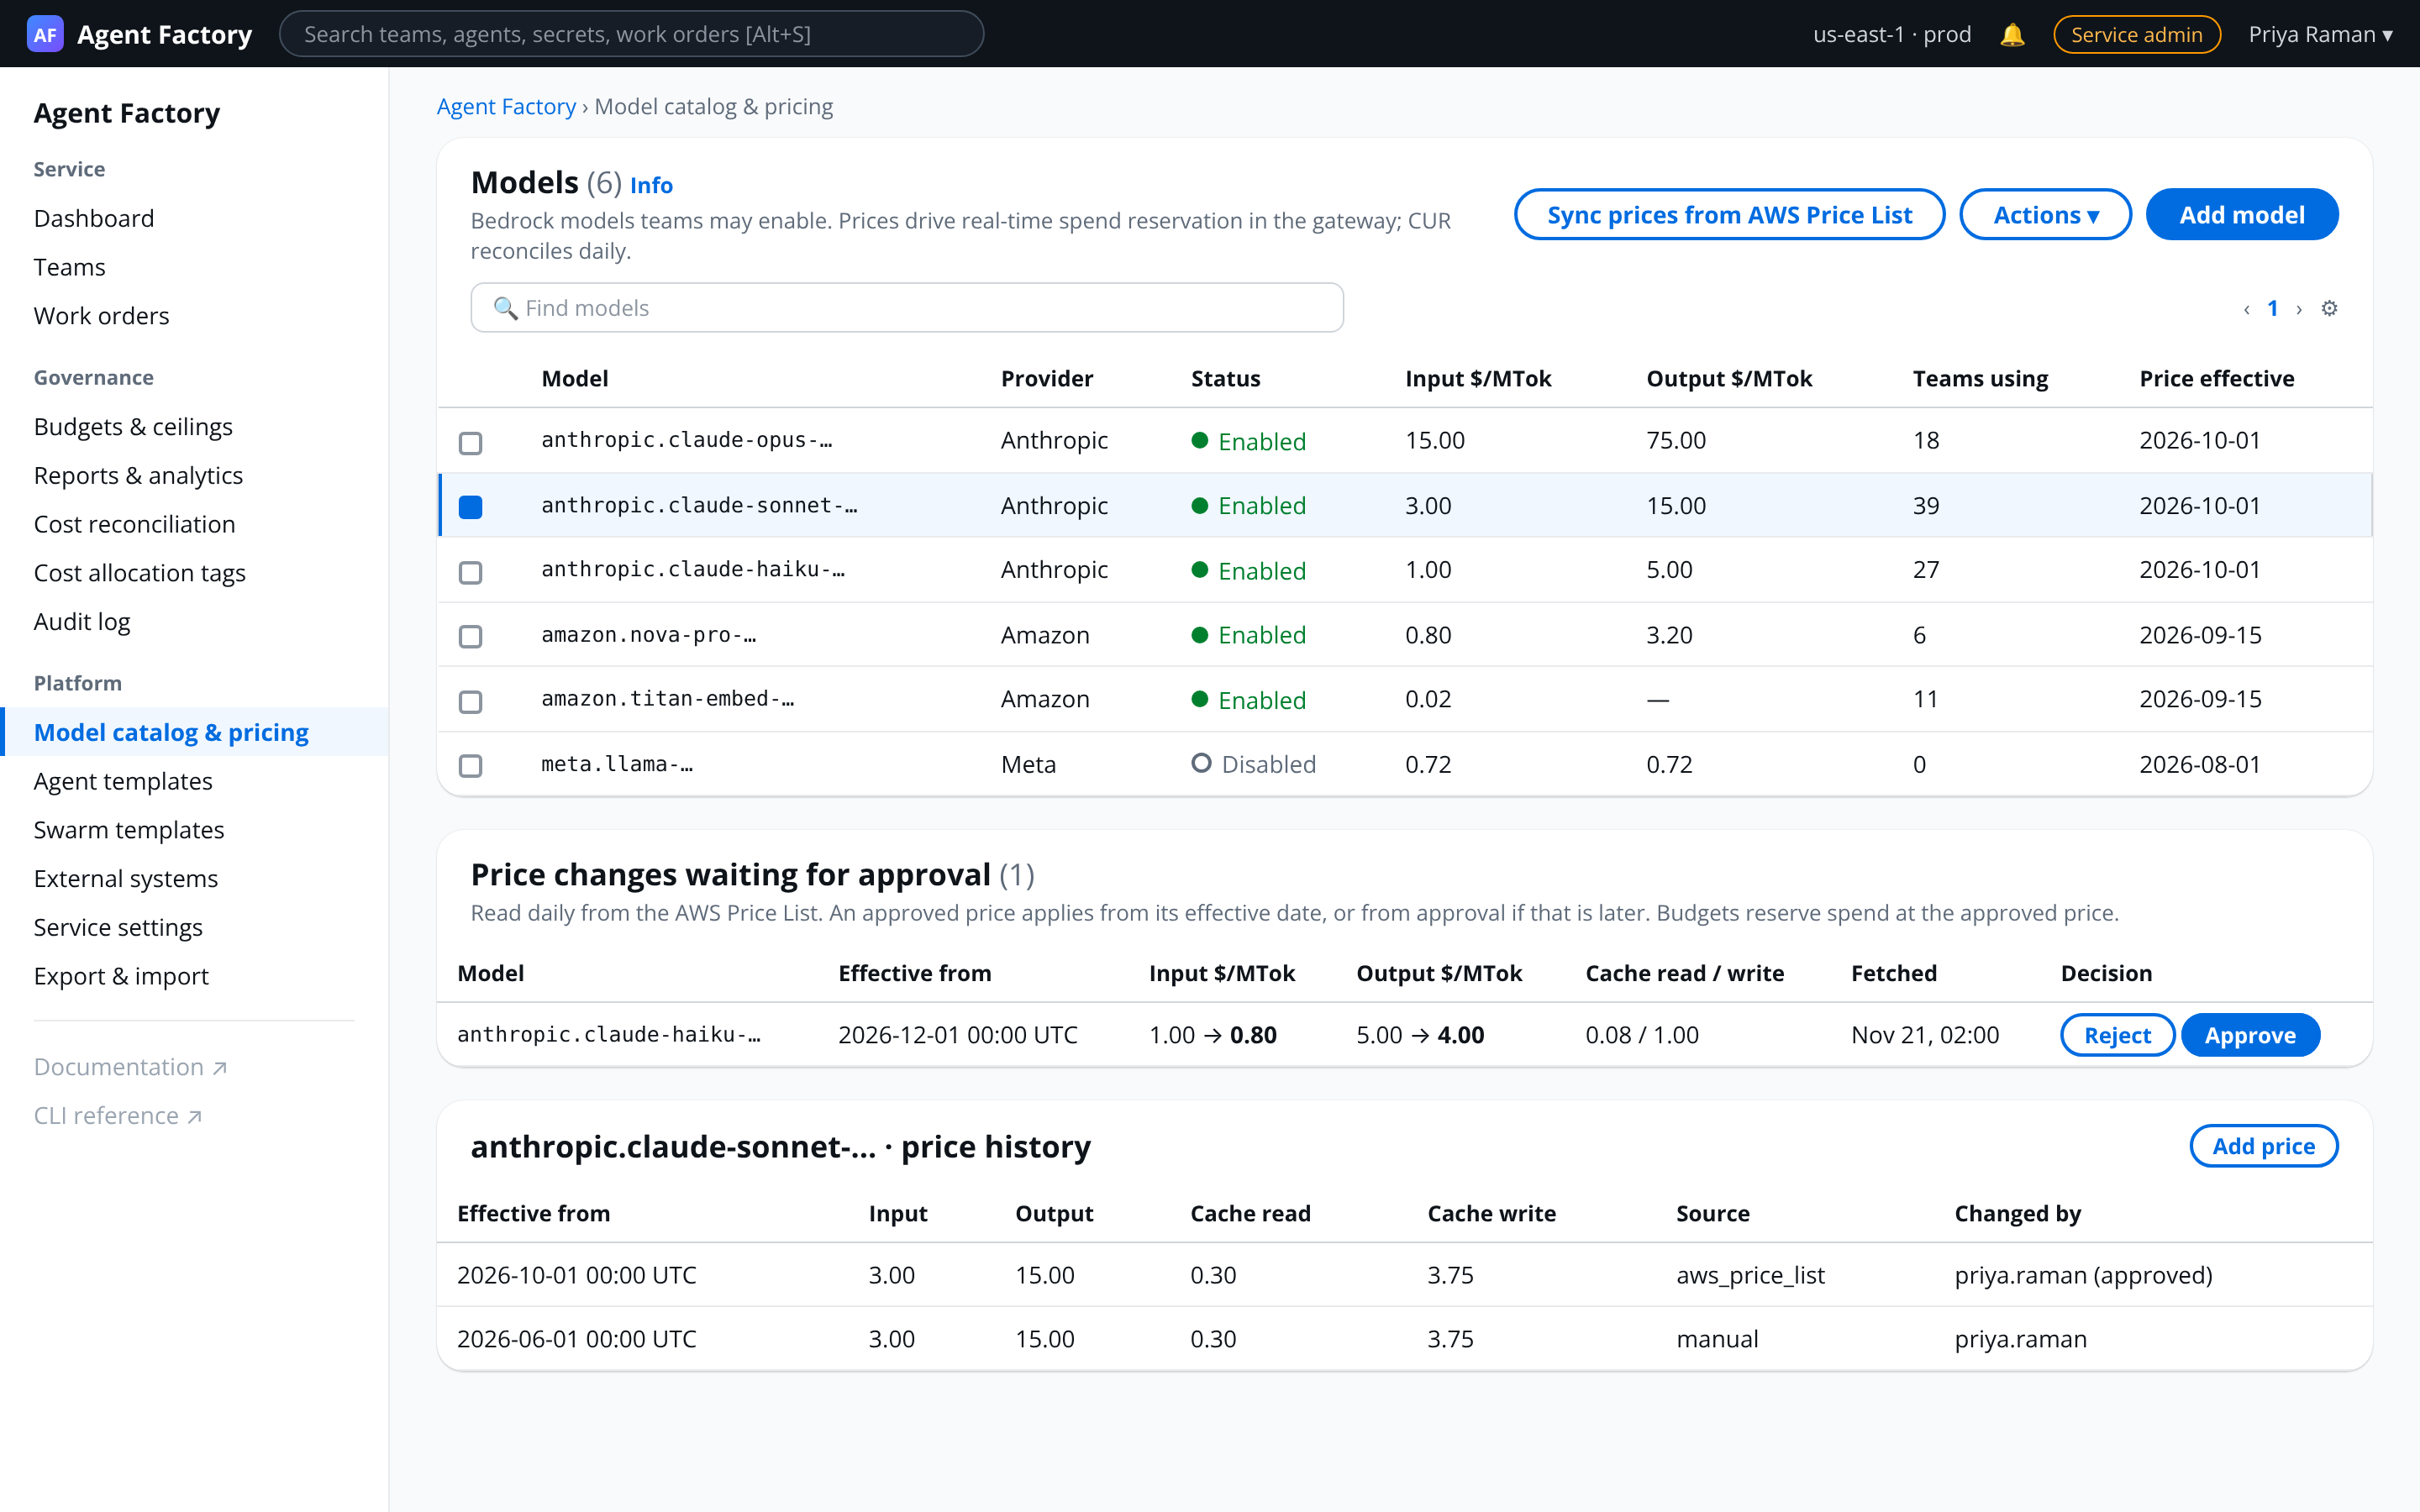 AF Agent Factory Search teams, agents, secrets, work orders [Alt+S] us-east-1 · prod 🔔 Service admin Priya Raman ▾
Agent Factory
Service
Dashboard
Teams
Work orders
Governance
Budgets & ceilings
Reports & analytics
Cost reconciliation
Cost allocation tags
Audit log
Platform
Model catalog & pricing
Agent templates
Swarm templates
External systems
Service settings
Export & import
Documentation ↗
CLI reference ↗
Agent Factory › Model catalog & pricing
Models (6) Info
Bedrock models teams may enable. Prices drive real-time spend reservation in the gateway; CUR
reconciles daily.
Sync prices from AWS Price List Actions ▾ Add model
🔍 Find models ‹ 1 › ⚙
Model Provider Status Input $/MTok Output $/MTok Teams using Price effective
anthropic.claude-opus-… Anthropic Enabled 15.00 75.00 18 2026-10-01
anthropic.claude-sonnet-… Anthropic Enabled 3.00 15.00 39 2026-10-01
anthropic.claude-haiku-… Anthropic Enabled 1.00 5.00 27 2026-10-01
amazon.nova-pro-… Amazon Enabled 0.80 3.20 6 2026-09-15
amazon.titan-embed-… Amazon Enabled 0.02 — 11 2026-09-15
meta.llama-… Meta Disabled 0.72 0.72 0 2026-08-01
Price changes waiting for approval (1)
Read daily from the AWS Price List. An approved price applies from its effective date, or from approval if that is later. Budgets reserve spend at the approved price.
Model Effective from Input $/MTok Output $/MTok Cache read / write Fetched Decision
anthropic.claude-haiku-… 2026-12-01 00:00 UTC 1.00 → 0.80 5.00 → 4.00 0.08 / 1.00 Nov 21, 02:00 Reject Approve
anthropic.claude-sonnet-… · price history Add price
Effective from Input Output Cache read Cache write Source Changed by
2026-10-01 00:00 UTC 3.00 15.00 0.30 3.75 aws_price_list priya.raman (approved)
2026-06-01 00:00 UTC 3.00 15.00 0.30 3.75 manual priya.raman